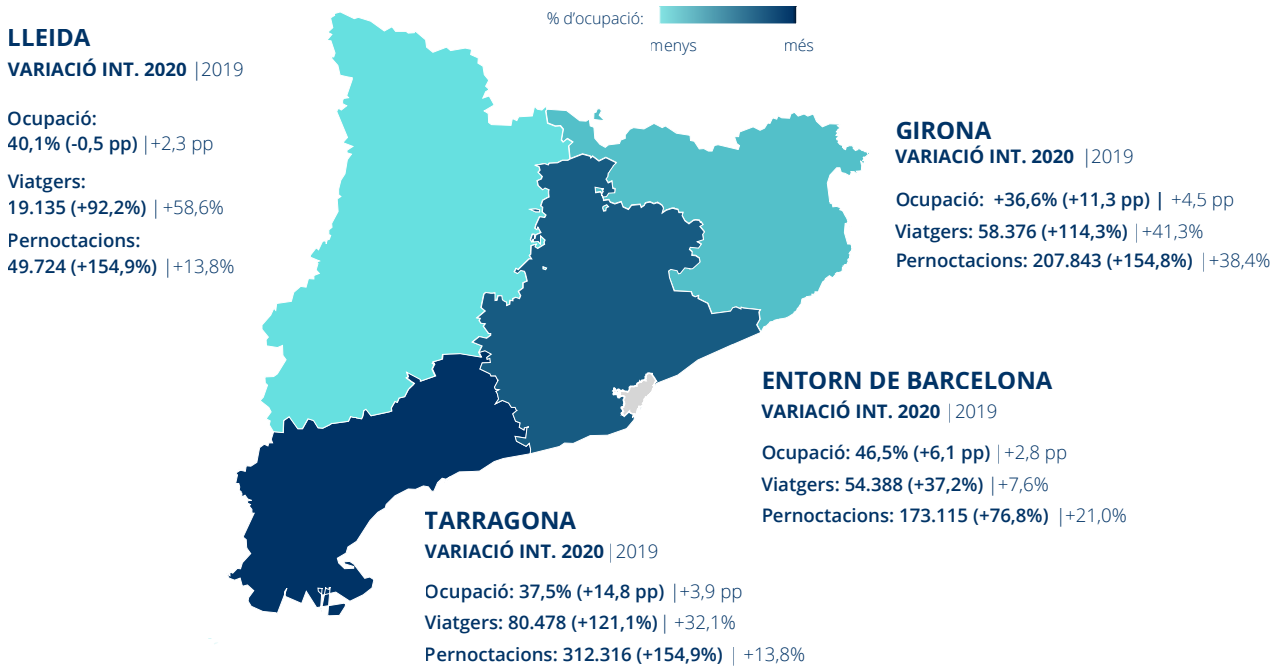 % d'ocupació:
menys més
LLEIDA
VARIACIÓ INT. 2020 |2019
Ocupació:
40,1% (-0,5 pp) |+2,3 pp
Viatgers:
19.135 (+92,2%) |+58,6%
Pernoctacions:
49.724 (+154,9%) |+13,8%
GIRONA
VARIACIÓ INT. 2020 |2019
Ocupació: +36,6% (+11,3 pp) | +4,5 pp
Viatgers: 58.376 (+114,3%) |+41,3%
Pernoctacions: 207.843 (+154,8%) |+38,4%
ENTORN DE BARCELONA
VARIACIÓ INT. 2020 |2019
Ocupació: 46,5% (+6,1 pp) |+2,8 pp
Viatgers: 54.388 (+37,2%) |+7,6%
Pernoctacions: 173.115 (+76,8%) |+21,0%
TARRAGONA
VARIACIÓ INT. 2020 |2019
Ocupació: 37,5% (+14,8 pp) |+3,9 pp
Viatgers: 80.478 (+121,1%) | +32,1%
Pernoctacions: 312.316 (+154,9%) | +13,8%